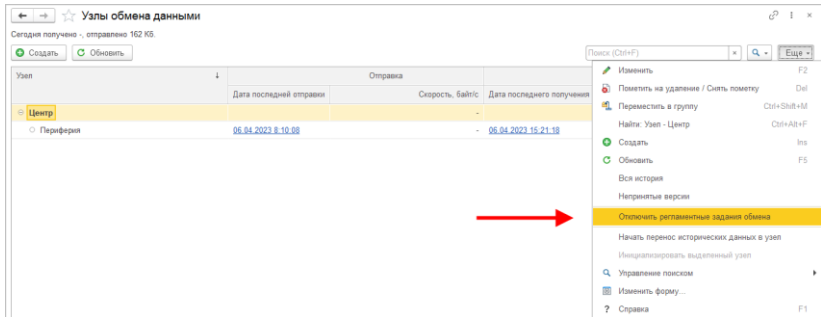 Узлы обмена данными
Сегодня получено -, отправлено 162 Кб.
Создать Обновить Поиск (Ctrl+F) × Еще
Узел ↓ Отправка
Дата последней отправки Скорость, байт/с Дата последнего получения
Центр -
Периферия 06.04.2023 8:10:08 - 06.04.2023 15:21:18
Изменить F2
Пометить на удаление / Снять пометку Del
Переместить в группу Ctrl+Shift+M
Найти: Узел - Центр Ctrl+Alt+F
Создать Ins
Обновить F5
Вся история
Непринятые версии
Отключить регламентные задания обмена
Начать перенос исторических данных в узел
Инициализировать выделенный узел
Управление поиском
Изменить форму...
Справка F1